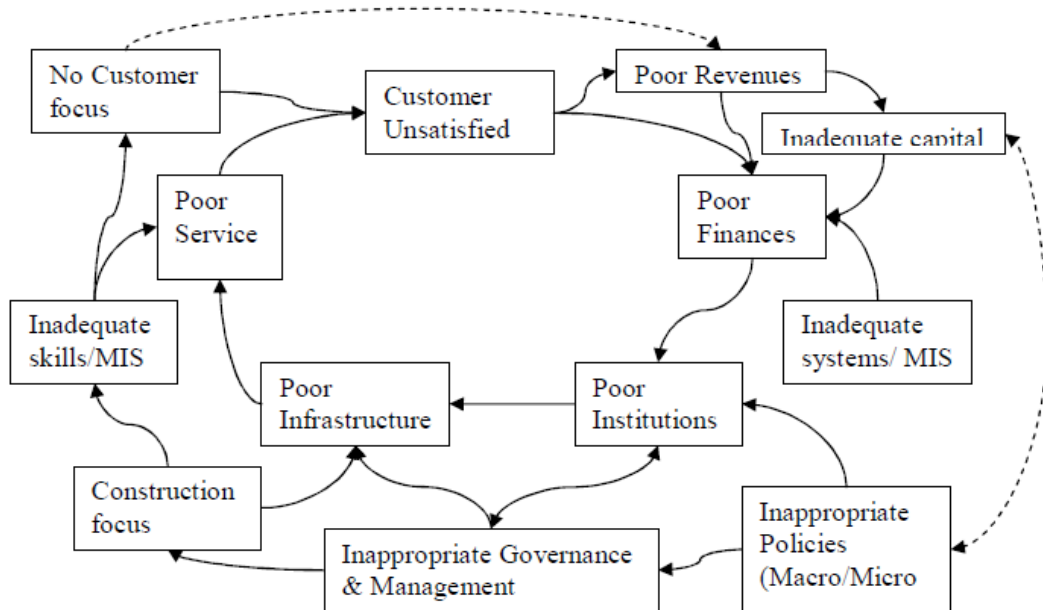 No Customer
focus
Customer
Unsatisfied
Poor Revenues
Inadequate capital
Poor
Service
Poor
Finances
Inadequate
skills/MIS
Inadequate
systems/ MIS
Poor
Infrastructure
Poor
Institutions
Construction
focus
Inappropriate Governance
& Management
Inappropriate
Policies
(Macro/Micro